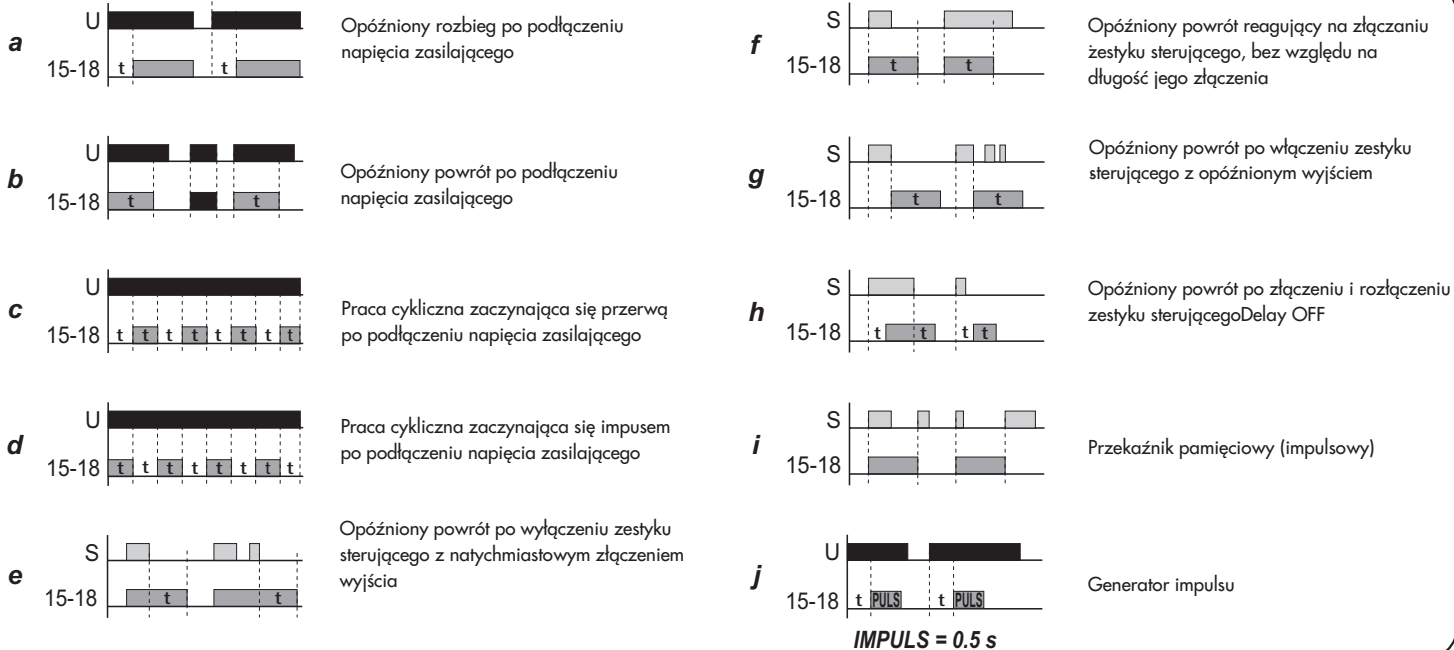 a
U
15-18
t
t
Opóźniony rozbieg po podłączeniu
napięcia zasilającego
b
U
15-18
t
t
Opóźniony powrót po podłączeniu
napięcia zasilającego
c
U
15-18
t t t t t t t t
Praca cykliczna zaczynająca się przerwą
po podłączeniu napięcia zasilającego
d
U
15-18
t t t t t t t t
Praca cykliczna zaczynająca się impusem
po podłączeniu napięcia zasilającego
e
S
15-18
t
t
Opóźniony powrót po wyłączeniu zestyku
sterującego z natychmiastowym złączeniem
wyjścia
f
S
15-18
t
t
Opóźniony powrót reagujący na złączaniu
żestyku sterującego, bez względu na
długość jego złączenia
g
S
15-18
t
t
Opóźniony powrót po włączeniu zestyku
sterującego z opóźnionym wyjściem
h
S
15-18
t t t t
Opóźniony powrót po złączeniu i rozłączeniu
zestyku sterującegoDelay OFF
i
S
15-18
Przekaźnik pamięciowy (impulsowy)
j
U
15-18
t PULS t PULS
IMPULS = 0.5 s
Generator impulsu